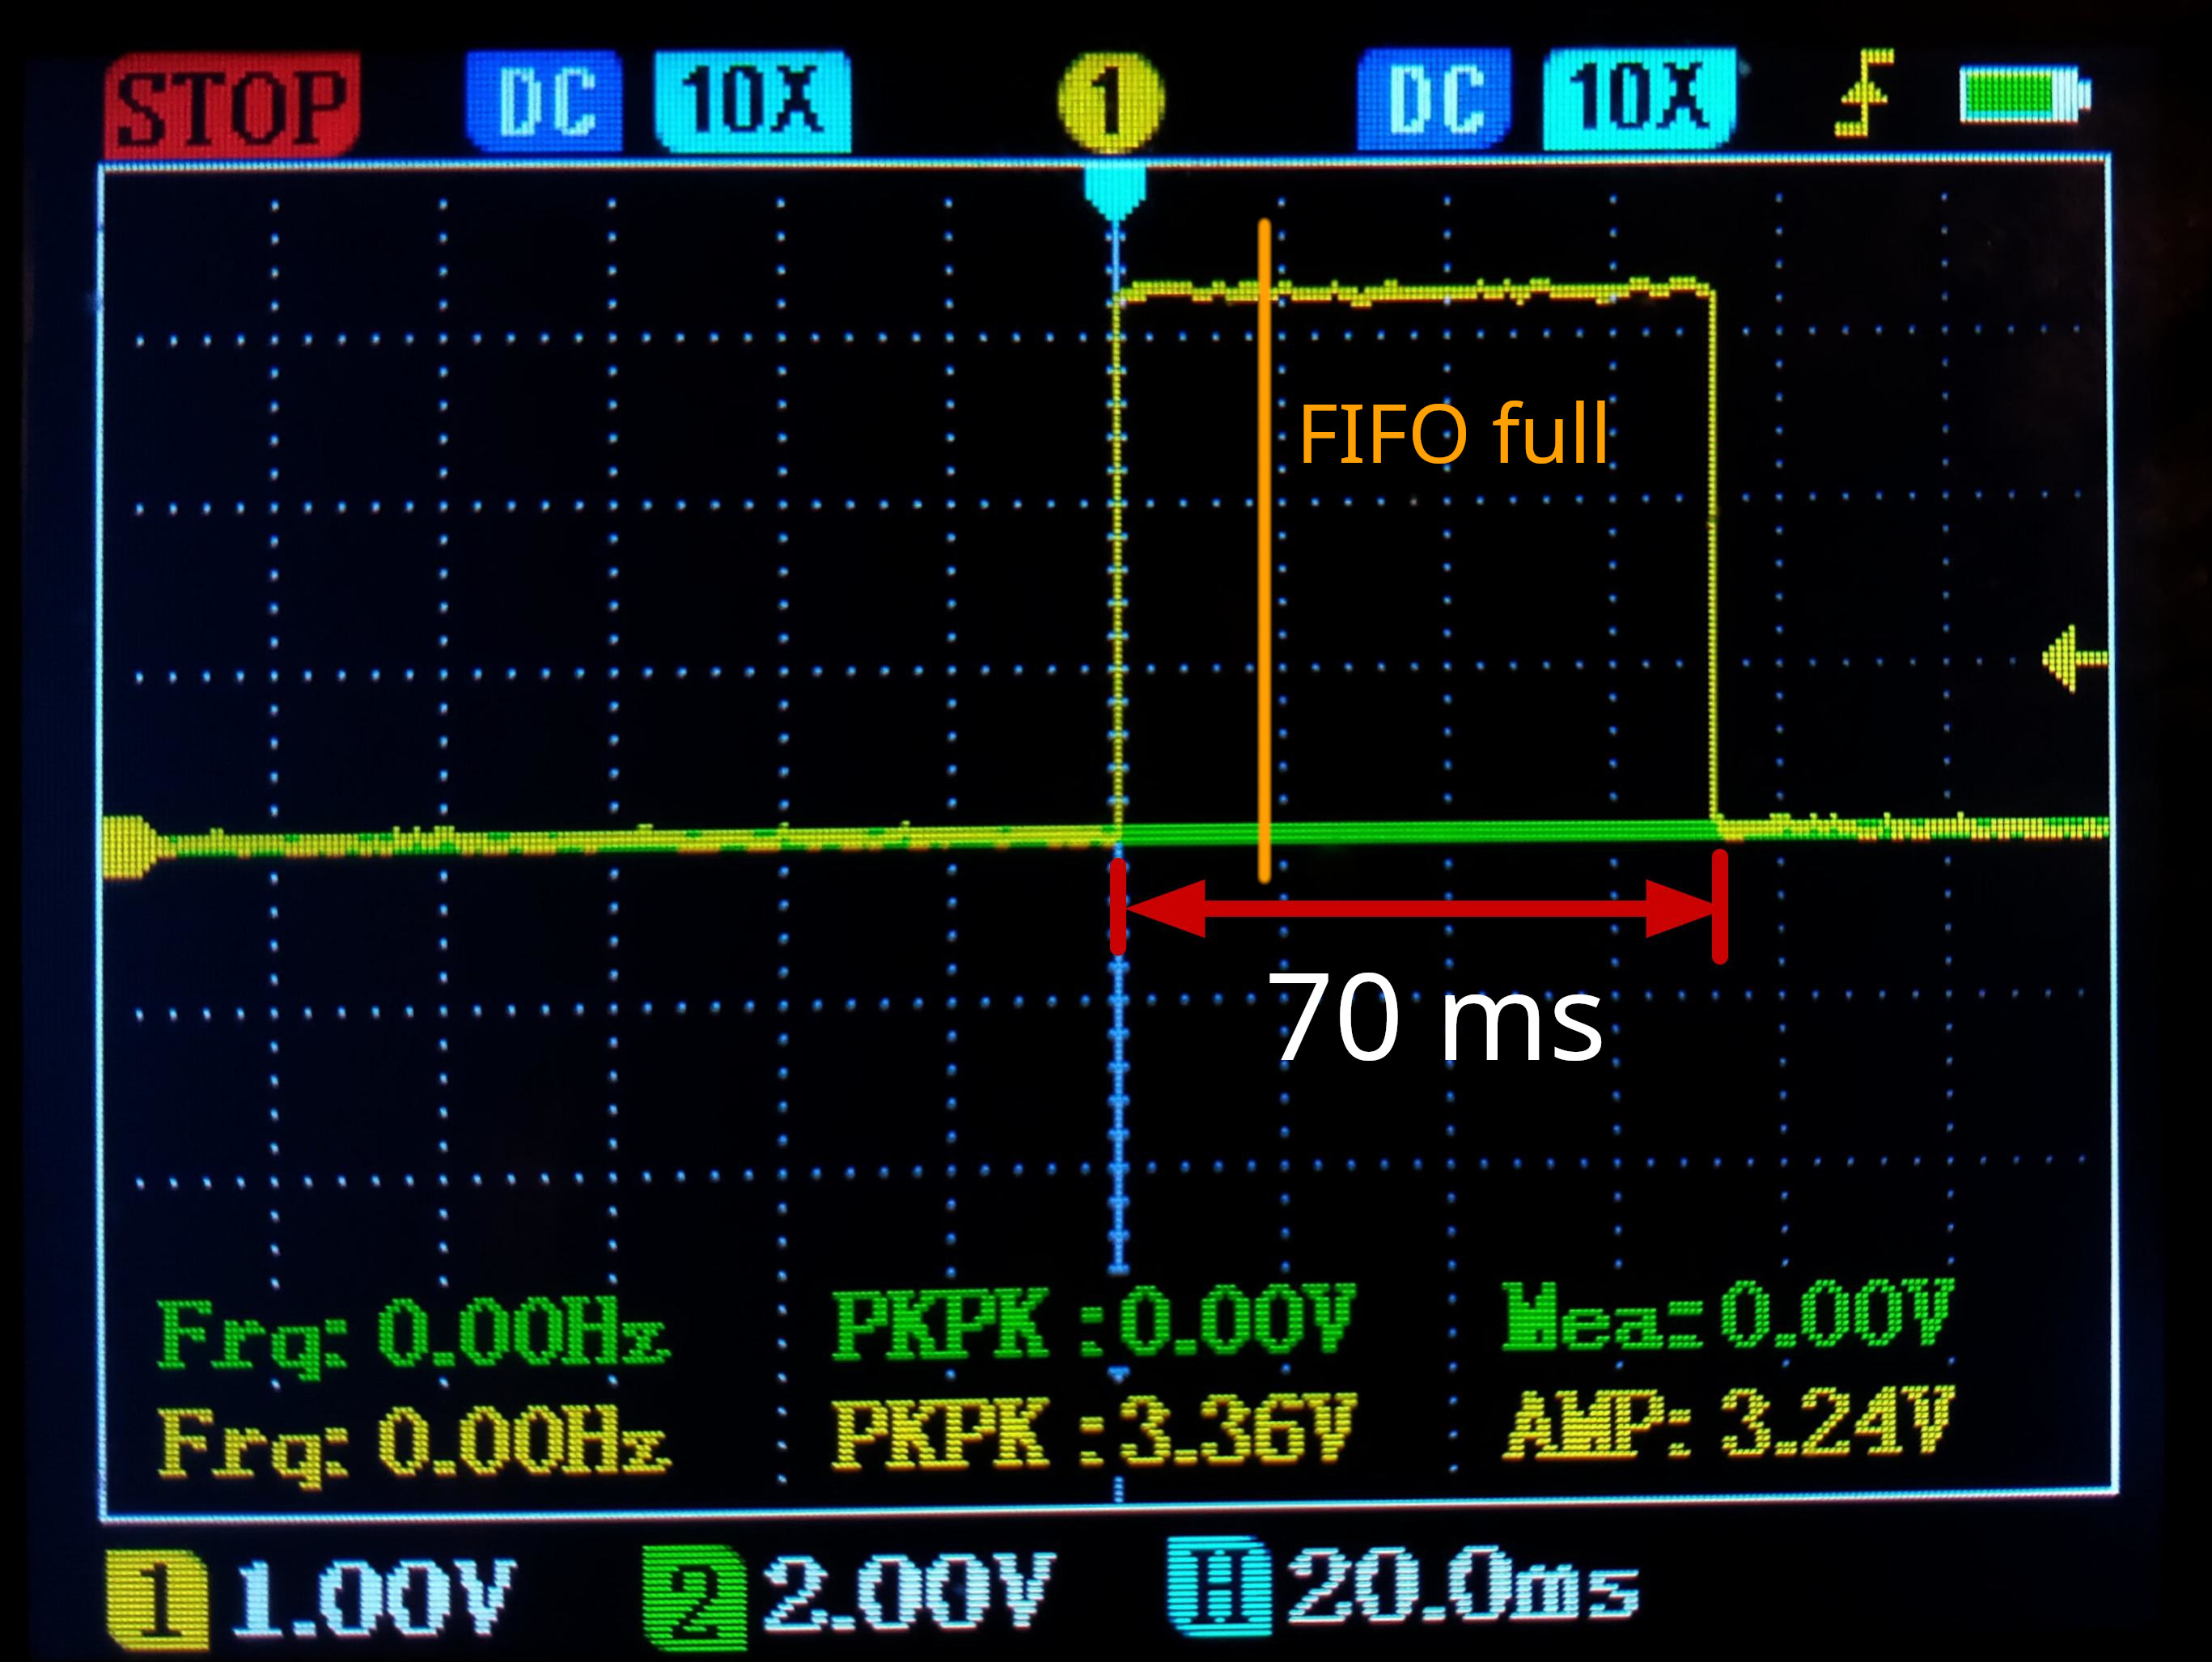 STOP DC 10X 1 DC 10X
FIFO full
70 ms
Frq: 0.00Hz PKPK :0.00V Mea:0.00V
Frq: 0.00Hz PKPK :3.36V AMP: 3.24V
1 1.00V 2 2.00V H 20.0ms